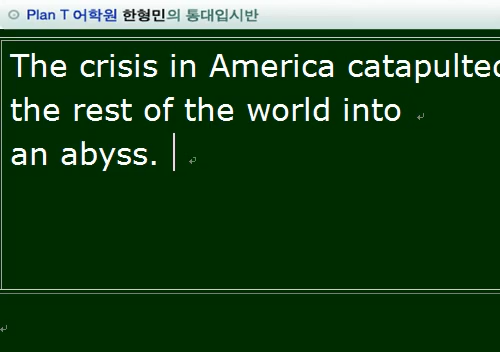 Plan T 어학원 한형민의 통대입시반
The crisis in America catapulted
the rest of the world into
an abyss.